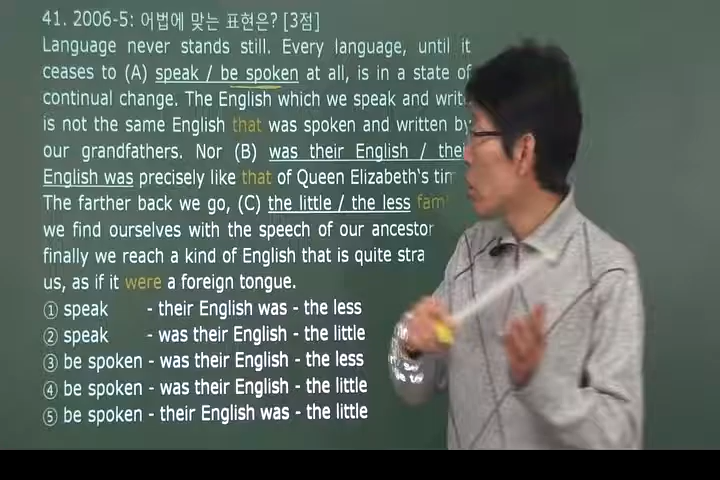 41. 2006-5: 어법에 맞는 표현은? [3점]
Language never stands still. Every language, until it
ceases to (A) speak / be spoken at all, is in a state of
continual change. The English which we speak and
is not the same English that was spoken and written by
our grandfathers. Nor (B) was their English /
English was precisely like that of Queen Elizabeth's
The farther back we go, (C) the little / the less
we find ourselves with the speech of our
finally we reach a kind of English that is quite
us, as if it were a foreign tongue.
① speak - their English was - the less
② speak - was their English - the little
③ be spoken - was their English - the less
④ be spoken - was their English - the little
⑤ be spoken - their English was - the little